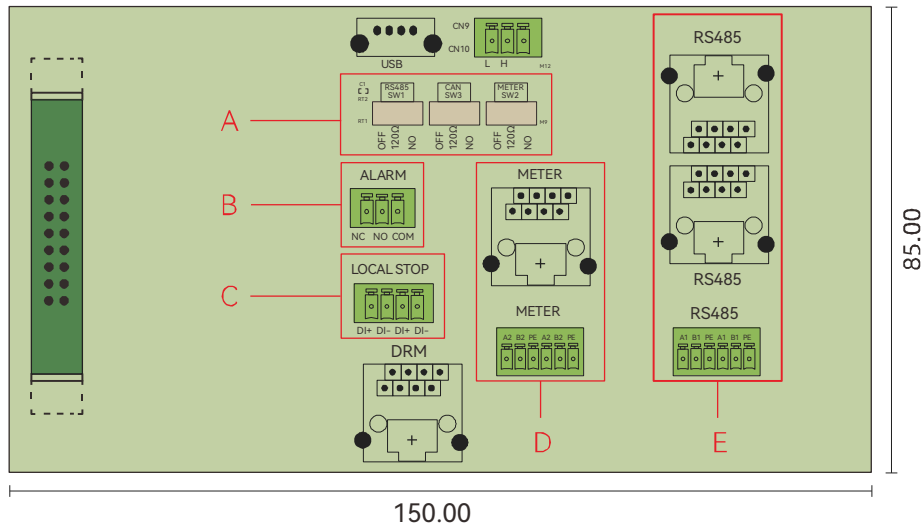 CN9
CN10
USB
L H
M12
RS485
C1
RT2
RT1
RS485
SW1
CAN
SW3
METER
SW2
M9
OFF
120Ω
NO
OFF
120Ω
NO
OFF
120Ω
NO
A
ALARM
B
NC NO COM
METER
LOCAL STOP
C
DI+ DI- DI+ DI-
METER
A2 B2 PE A2 B2 PE
DRM
RS485
RS485
A1 B1 PE A1 B1 PE
D
E
85.00
150.00